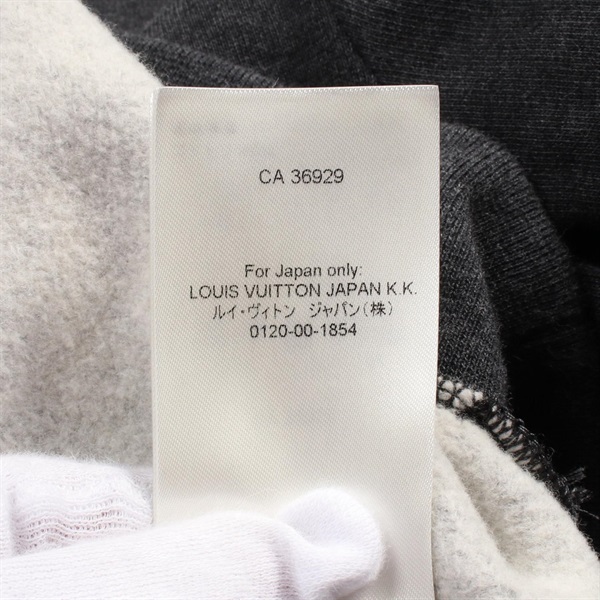 CA 36929
For Japan only:
LOUIS VUITTON JAPAN K.K.
ルイ・ヴィトン ジャパン(株)
0120-00-1854